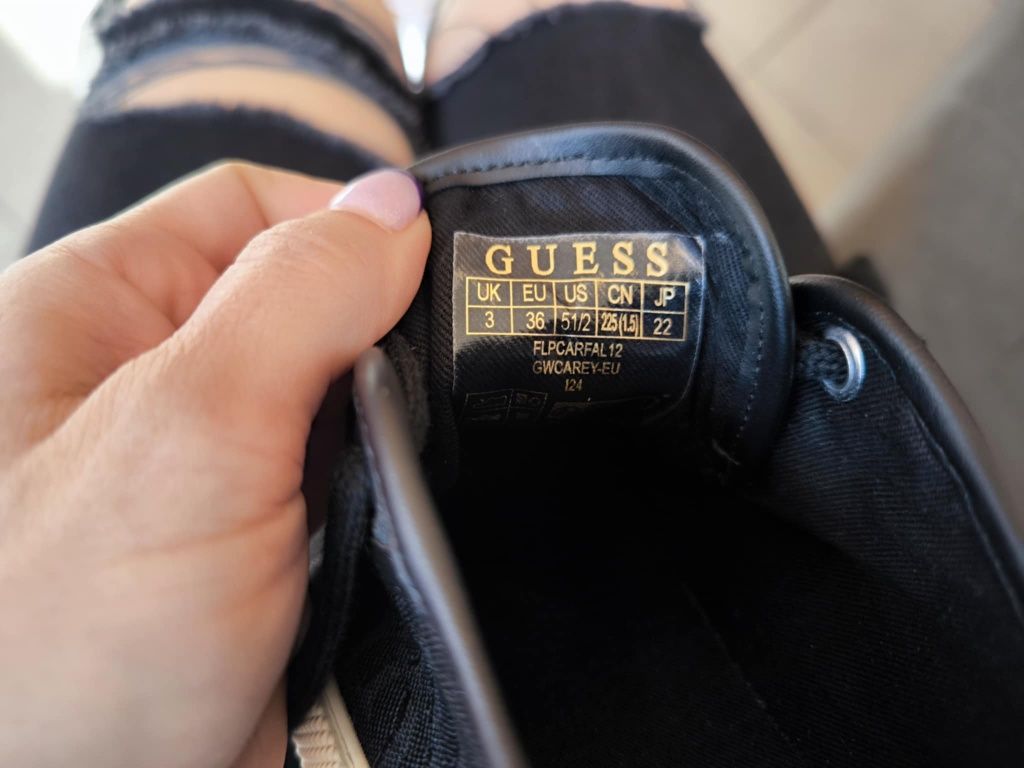 GUESS
UK EU US CN JP
3 36 51/2 225(1.5) 22
FLPCARFAL12
GWCAREY-EU
124